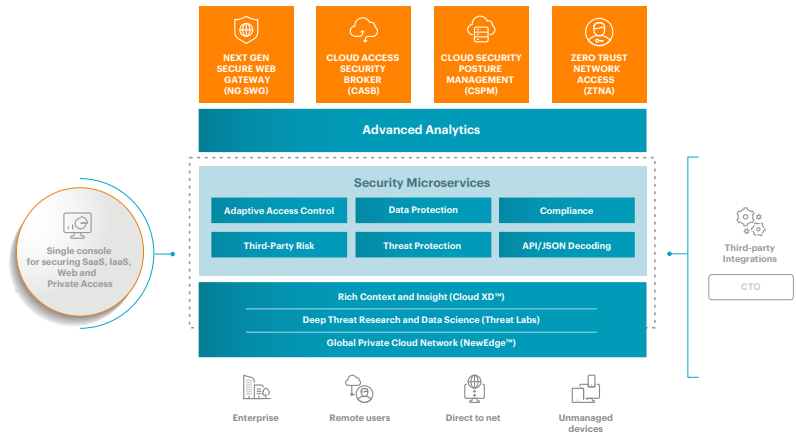 NEXT GEN
SECURE WEB
GATEWAY
(NG SWG)
CLOUD ACCESS
SECURITY
BROKER
(CASB)
CLOUD SECURITY
POSTURE
MANAGEMENT
(CSPM)
ZERO TRUST
NETWORK
ACCESS
(ZTNA)
Advanced Analytics
Security Microservices
Adaptive Access Control
Data Protection
Compliance
Third-Party Risk
Threat Protection
API/JSON Decoding
Single console
for securing SaaS, IaaS,
Web and
Private Access
Third-party
Integrations
CTO
Rich Context and Insight (Cloud XD™)
Deep Threat Research and Data Science (Threat Labs)
Global Private Cloud Network (NewEdge™)
Enterprise
Remote users
Direct to net
Unmanaged
devices